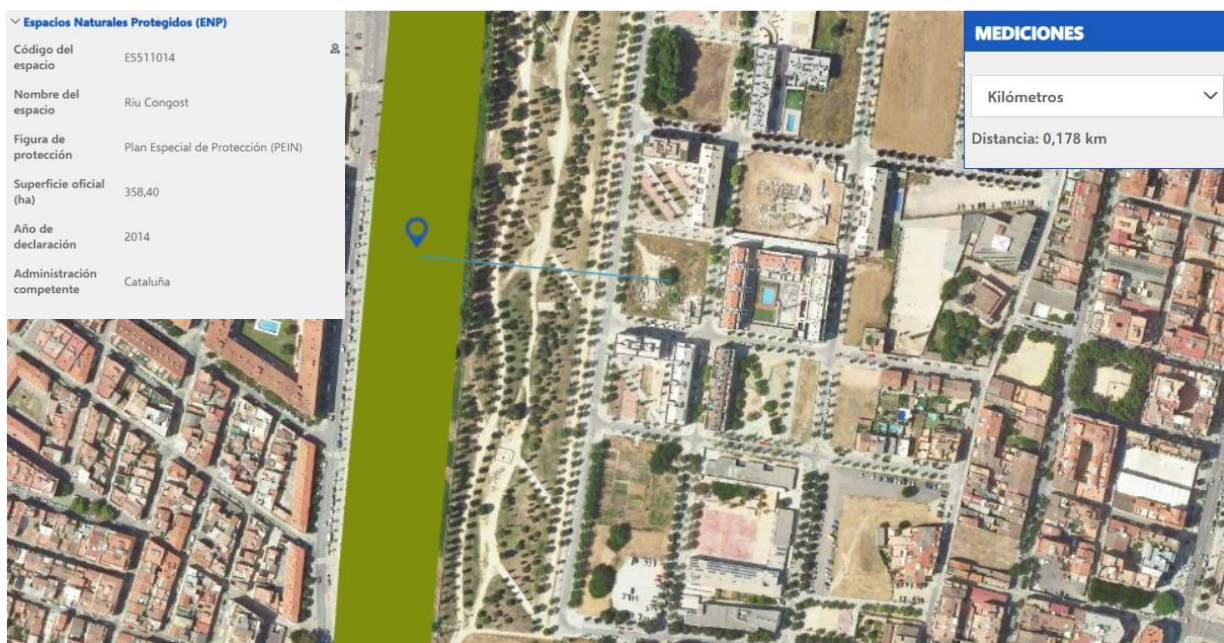 Espacios Naturales Protegidos (ENP)
Código del
espacio
ES511014
Nombre del
espacio
Riu Congost
Figura de
protección
Plan Especial de Protección (PEIN)
Superficie oficial
(ha)
358,40
Año de
declaración
2014
Administración
competente
Cataluña
MEDICIONES
Kilómetros
Distancia: 0,178 km